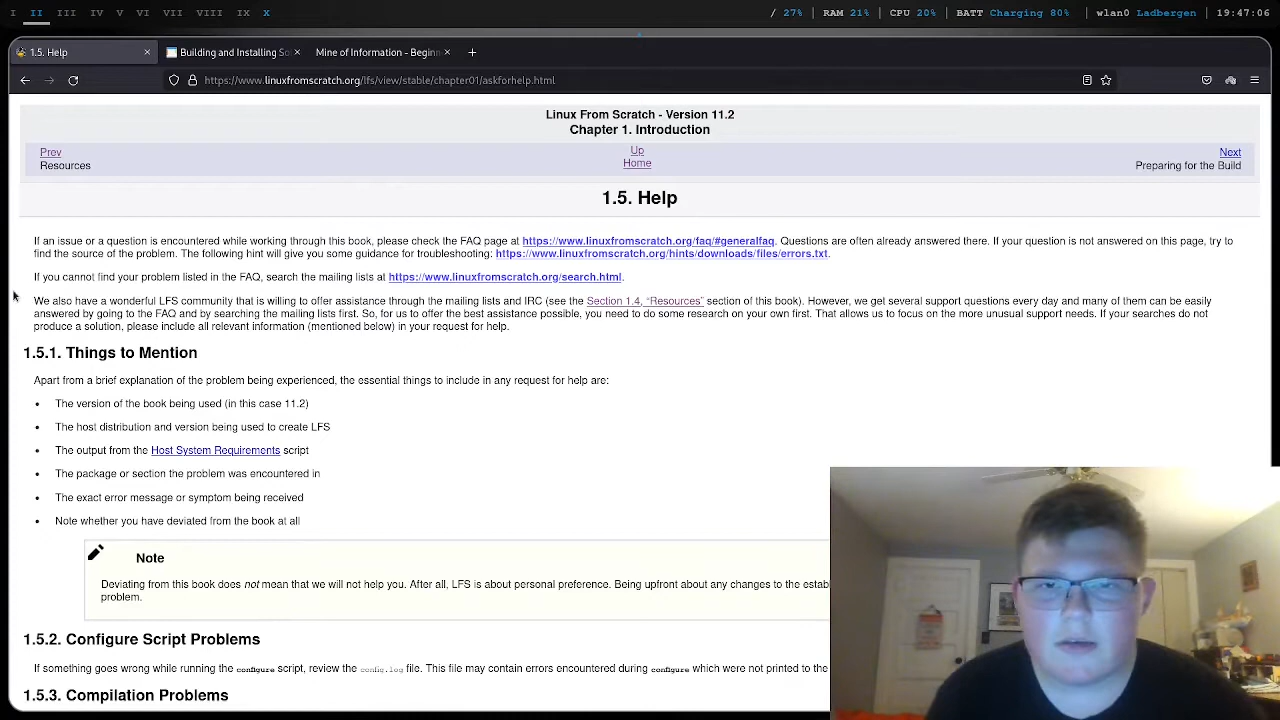 I II III IV V VI VII VIII IX X / 27% | RAM 21% | CPU 20% | BATT Charging 80% | wlan0 Ladbergen | 19:47:06
1.5. Help × Building and Installing So × Mine of Information - Beginn × +
https://www.linuxfromscratch.org/lfs/view/stable/chapter01/askforhelp.html
Linux From Scratch - Version 11.2
Chapter 1. Introduction
Prev Up Next
Resources Home Preparing for the Build
1.5. Help
If an issue or a question is encountered while working through this book, please check the FAQ page at https://www.linuxfromscratch.org/faq/#generalfaq. Questions are often already answered there. If your question is not answered on this page, try to
find the source of the problem. The following hint will give you some guidance for troubleshooting: https://www.linuxfromscratch.org/hints/downloads/files/errors.txt.
If you cannot find your problem listed in the FAQ, search the mailing lists at https://www.linuxfromscratch.org/search.html.
We also have a wonderful LFS community that is willing to offer assistance through the mailing lists and IRC (see the Section 1.4, “Resources” section of this book). However, we get several support questions every day and many of them can be easily
answered by going to the FAQ and by searching the mailing lists first. So, for us to offer the best assistance possible, you need to do some research on your own first. That allows us to focus on the more unusual support needs. If your searches do not
produce a solution, please include all relevant information (mentioned below) in your request for help.
1.5.1. Things to Mention
Apart from a brief explanation of the problem being experienced, the essential things to include in any request for help are:
• The version of the book being used (in this case 11.2)
• The host distribution and version being used to create LFS
• The output from the Host System Requirements script
• The package or section the problem was encountered in
• The exact error message or symptom being received
• Note whether you have deviated from the book at all
Note
Deviating from this book does not mean that we will not help you. After all, LFS is about personal preference. Being upfront about any changes to the estab
problem.
1.5.2. Configure Script Problems
If something goes wrong while running the configure script, review the config.log file. This file may contain errors encountered during configure which were not printed to the
1.5.3. Compilation Problems